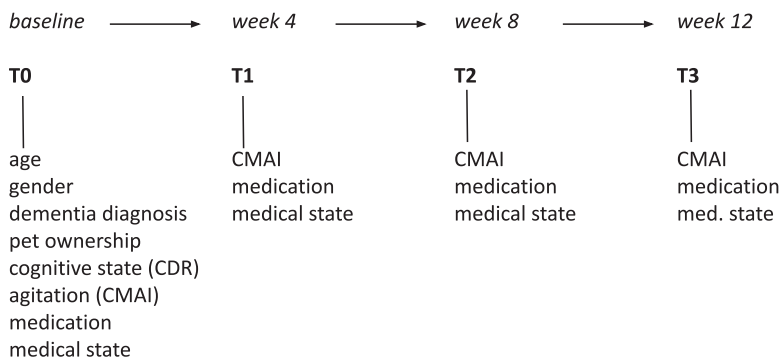 baseline week 4 week 8 week 12
T0 T1 T2 T3
age CMAI CMAI CMAI
gender medication medication medication
dementia diagnosis medical state medical state med. state
pet ownership
cognitive state (CDR)
agitation (CMAI)
medication
medical state